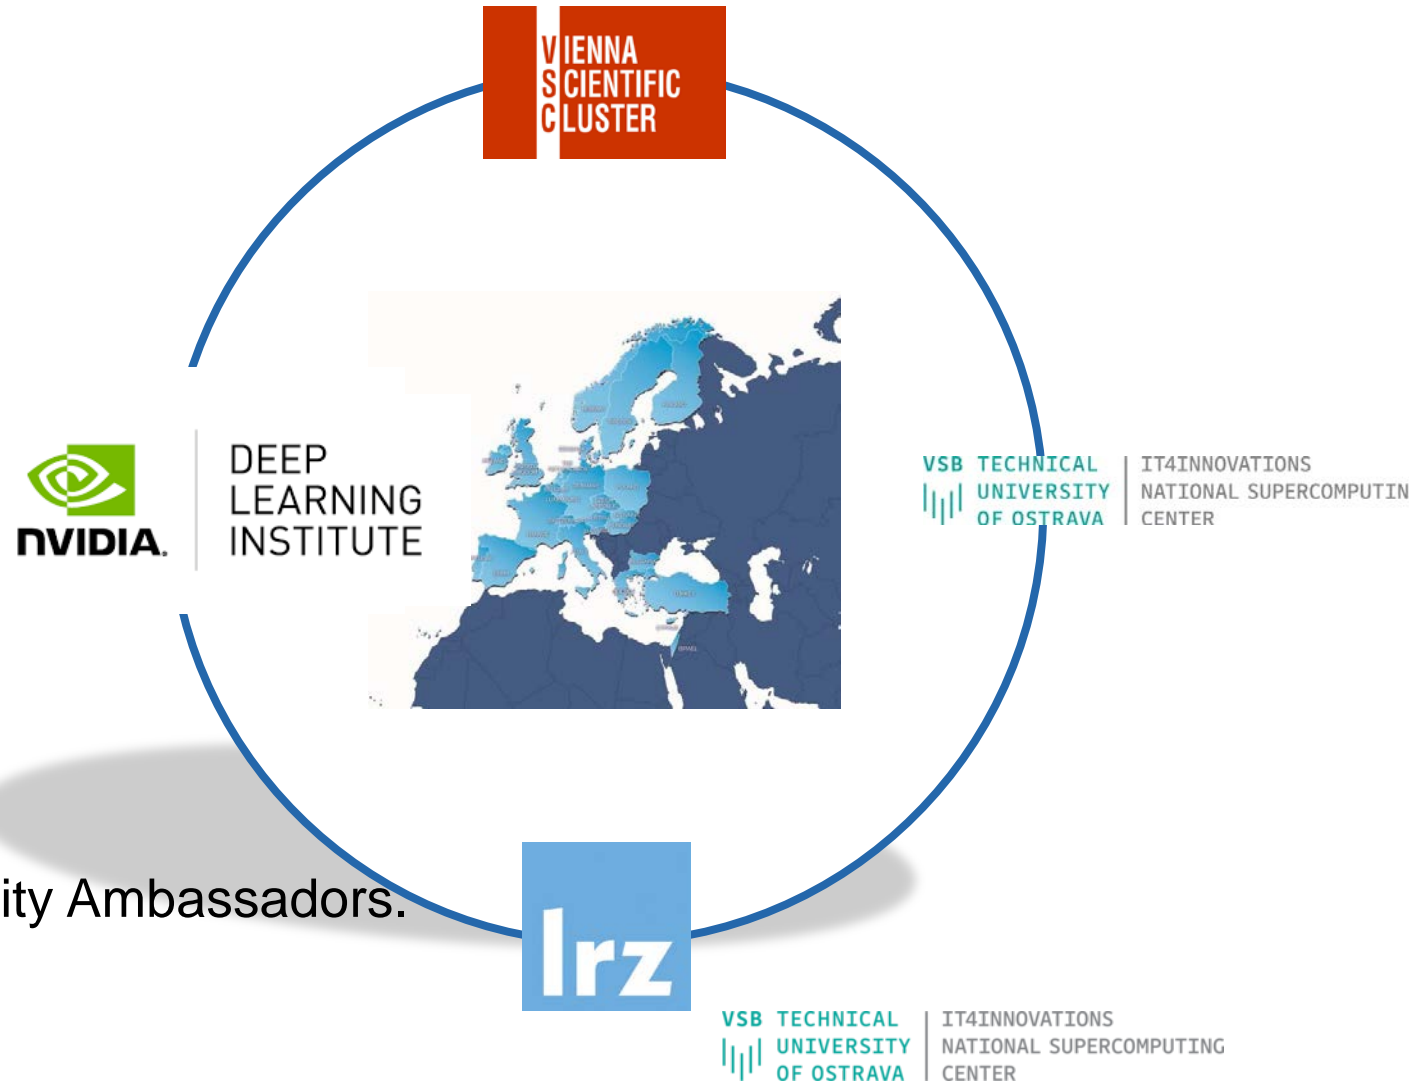 VIENNA
SCIENTIFIC
CLUSTER
VSB TECHNICAL
UNIVERSITY
OF OSTRAVA
IT4INNOVATIONS
NATIONAL SUPERCOMPUTIN
CENTER
NVIDIA.
DEEP
LEARNING
INSTITUTE
ISRAEL
ity Ambassadors.
lrz
VSB TECHNICAL
UNIVERSITY
OF OSTRAVA
IT4INNOVATIONS
NATIONAL SUPERCOMPUTING
CENTER